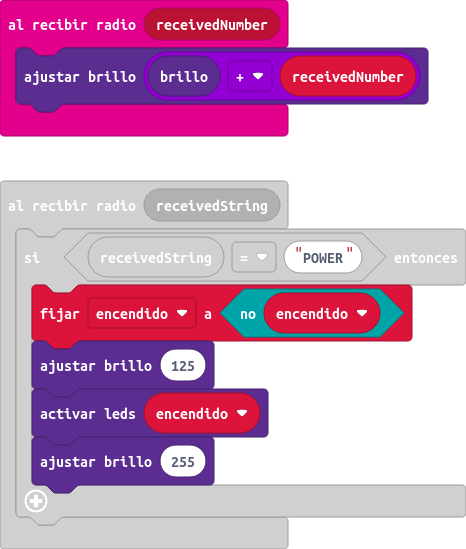 al recibir radio receivedNumber
ajustar brillo brillo + receivedNumber
al recibir radio receivedString
si receivedString = "POWER" entonces
fijar encendido a no encendido
ajustar brillo 125
activar leds encendido
ajustar brillo 255